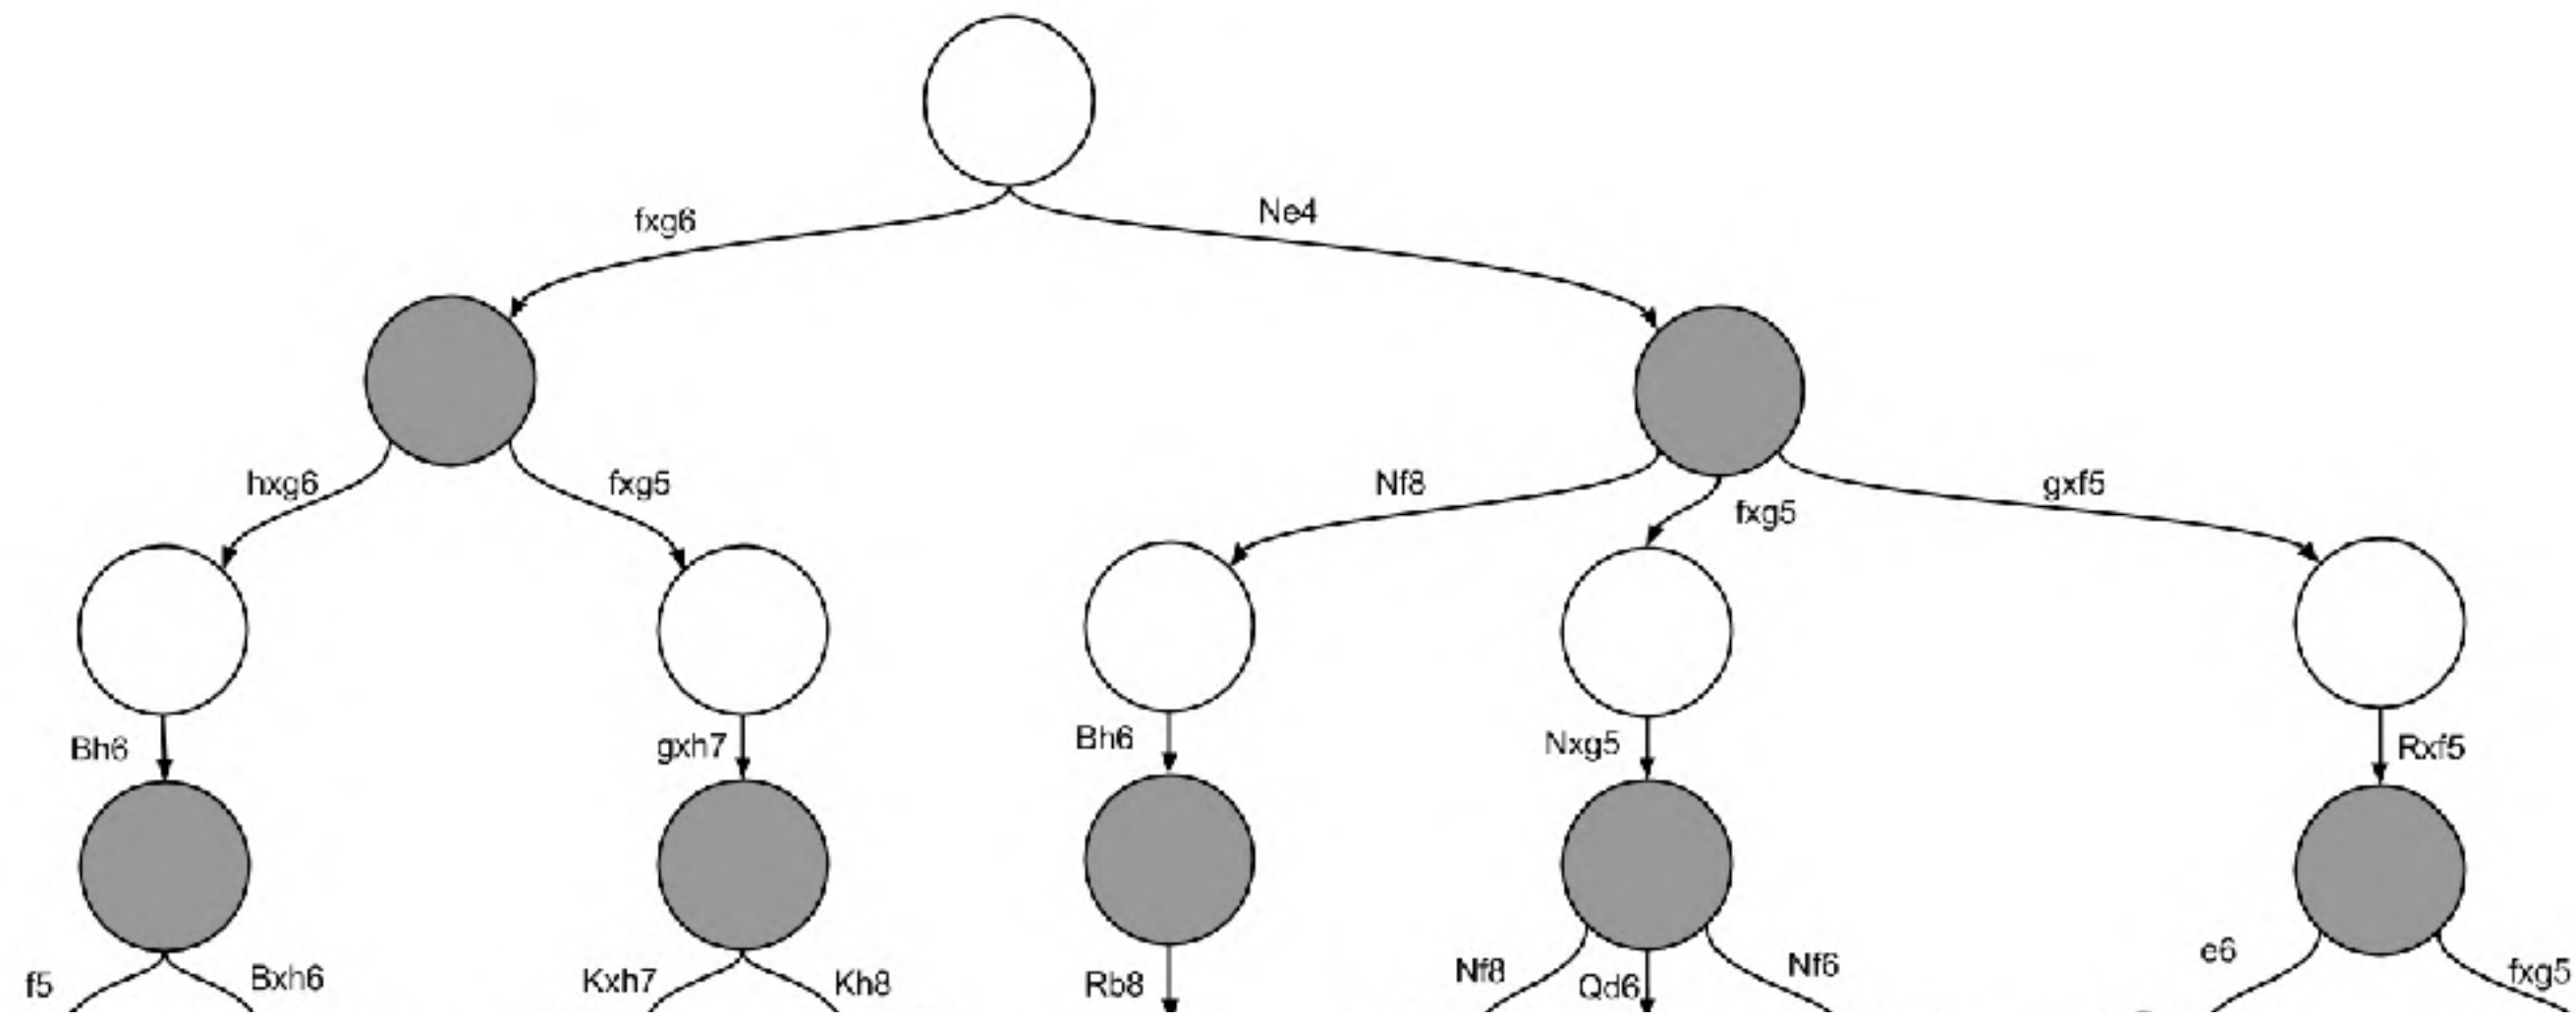 fxg6
Ne4
hxg6
fxg5
Nf8
fxg5
gxf5
Bh6
gxh7
Bh6
Nxg5
Rxf5
f5
Bxh6
Kxh7
Kh8
Rb8
Nf8
Qd6
Nf6
e6
fxg5